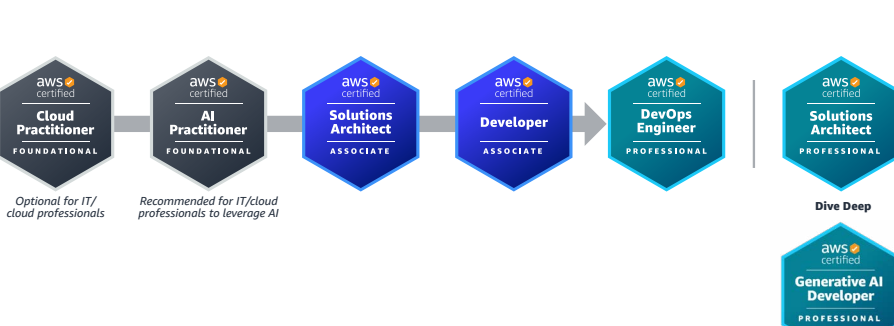 aws
certified
Cloud
Practitioner
FOUNDATIONAL
Optional for IT/
cloud professionals
aws
certified
AI
Practitioner
FOUNDATIONAL
Recommended for IT/cloud
professionals to leverage AI
aws
certified
Solutions
Architect
ASSOCIATE
aws
certified
Developer
ASSOCIATE
aws
certified
DevOps
Engineer
PROFESSIONAL
aws
certified
Solutions
Architect
PROFESSIONAL
Dive Deep
aws
certified
Generative AI
Developer
PROFESSIONAL